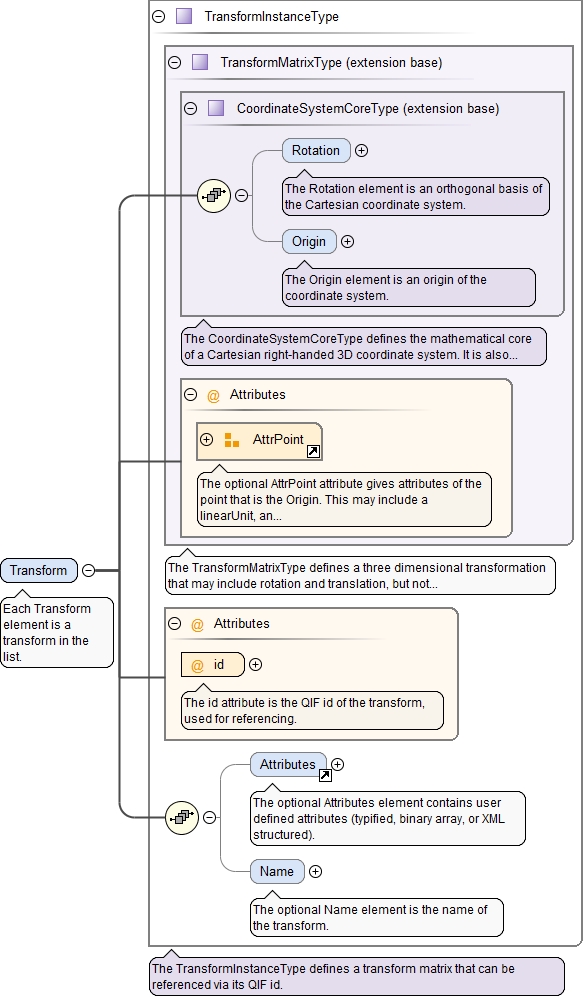 TransformInstanceType
TransformMatrixType (extension base)
CoordinateSystemCoreType (extension base)
Rotation
The Rotation element is an orthogonal basis of
the Cartesian coordinate system.
Origin
The Origin element is an origin of the
coordinate system.
The CoordinateSystemCoreType defines the mathematical core
of a Cartesian right-handed 3D coordinate system. It is also...
@ Attributes
AttrPoint
The optional AttrPoint attribute gives attributes of the
point that is the Origin. This may include a
linearUnit, an...
The TransformMatrixType defines a three dimensional transformation
that may include rotation and translation, but not...
Transform
Each Transform
element is a
transform in the
list.
@ Attributes
@ id
The id attribute is the QIF id of the transform,
used for referencing.
Attributes
The optional Attributes element contains user
defined attributes (typified, binary array, or XML
structured).
Name
The optional Name element is the name of
the transform.
The TransformInstanceType defines a transform matrix that can be
referenced via its QIF id.